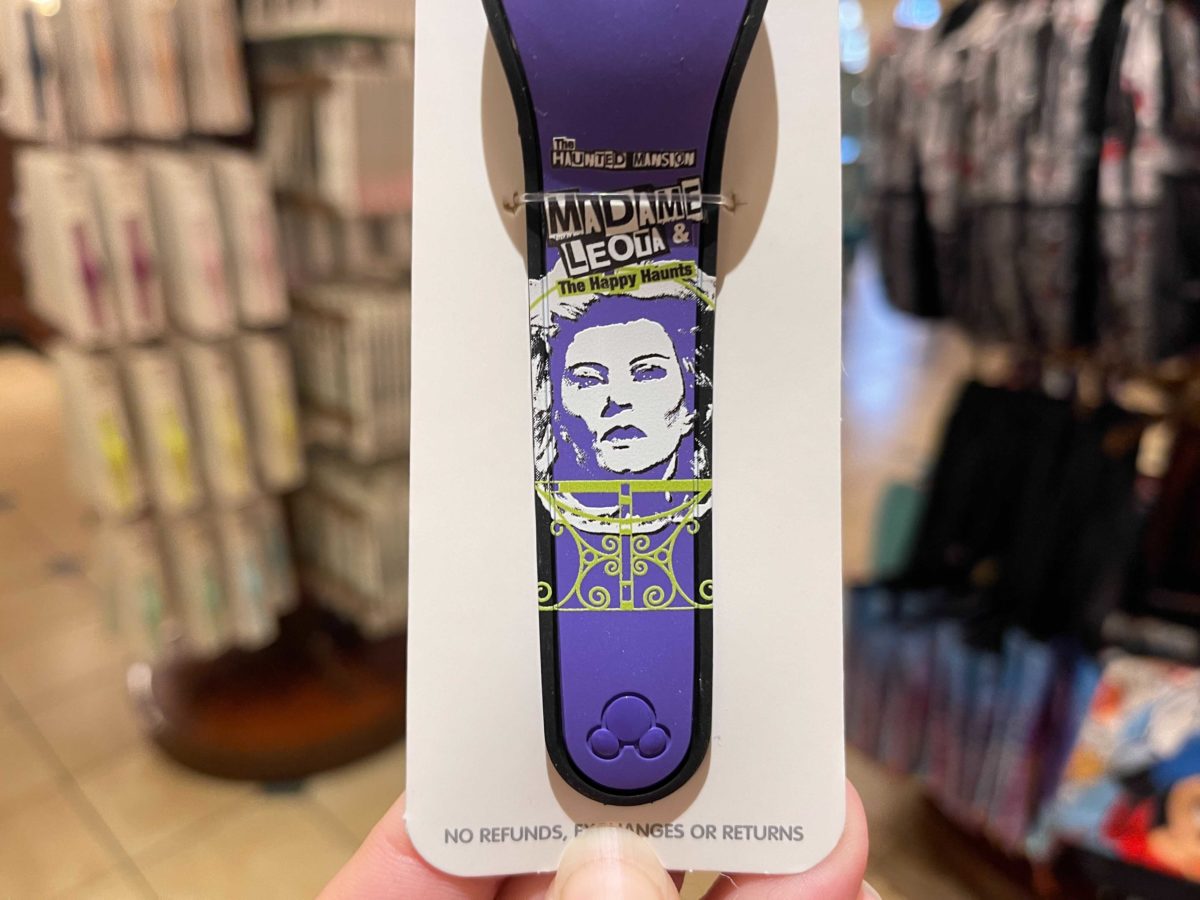 The
HAUNTED MANSION
MADAME
LEOTA &
The Happy Haunts
NO REFUNDS, EXCHANGES OR RETURNS